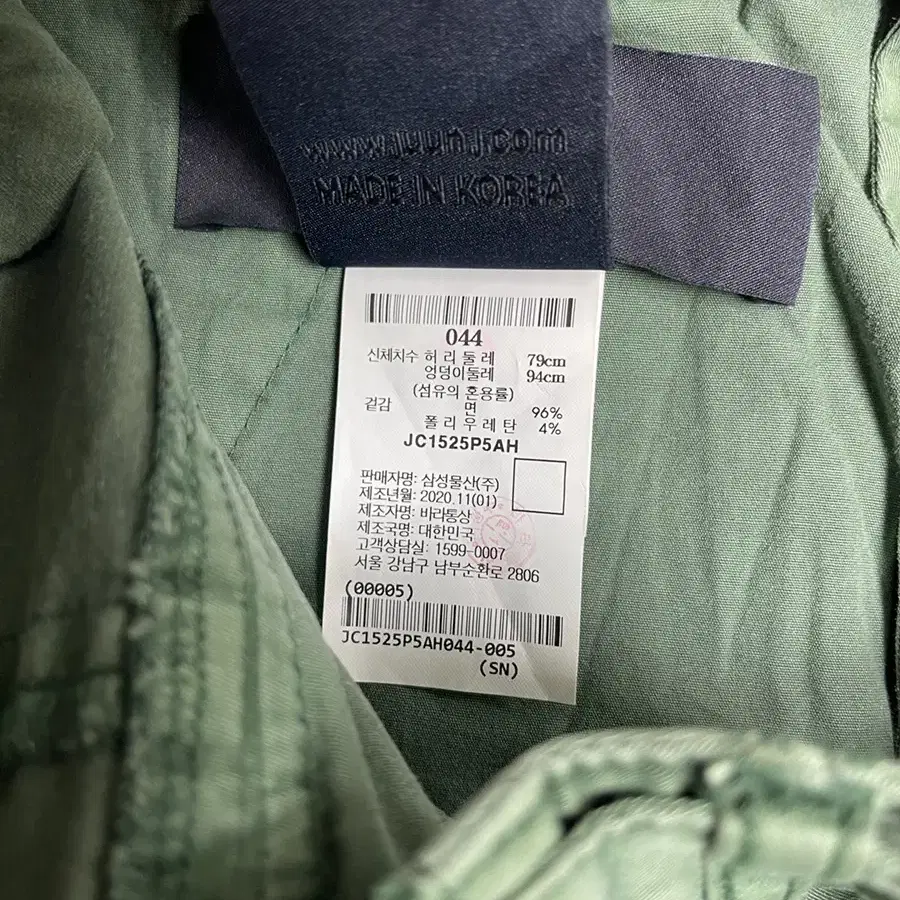 www.juunj.com
MADE IN KOREA
044
신체치수 허 리 둘 레 79cm
엉덩이둘레 94cm
(섬유의 혼용률)
겉감 면 96%
폴 리 우 레 탄 4%
JC1525P5AH
판매자명: 삼성물산(주)
제조년월: 2020.11(01)
제조자명: 바라통상
제조국명: 대한민국
고객상담실: 1599-0007
서울 강남구 남부순환로 2806
(00005)
JC1525P5AH044-005
(SN)